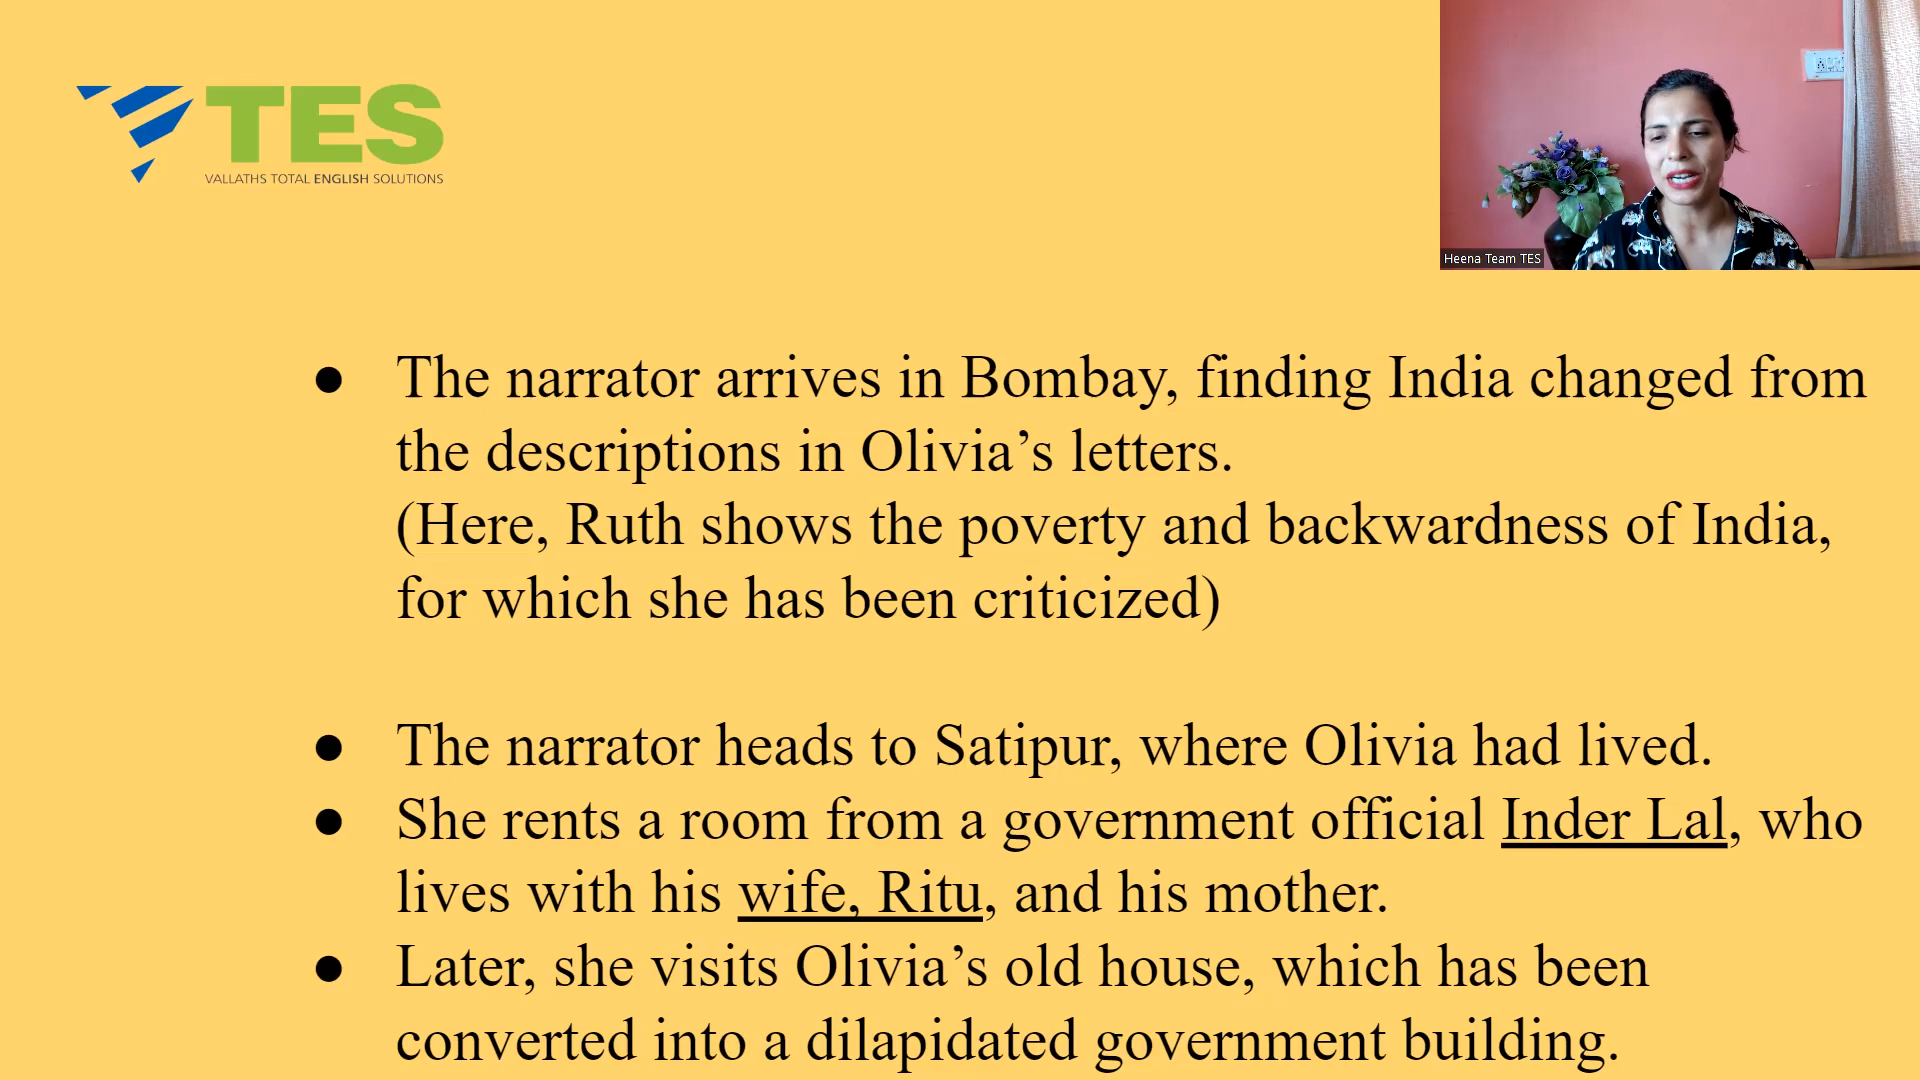 TES
VALLATHS TOTAL ENGLISH SOLUTIONS
Heena Team TES
● The narrator arrives in Bombay, finding India changed from
the descriptions in Olivia’s letters.
(Here, Ruth shows the poverty and backwardness of India,
for which she has been criticized)
● The narrator heads to Satipur, where Olivia had lived.
● She rents a room from a government official Inder Lal, who
lives with his wife, Ritu, and his mother.
● Later, she visits Olivia’s old house, which has been
converted into a dilapidated government building.